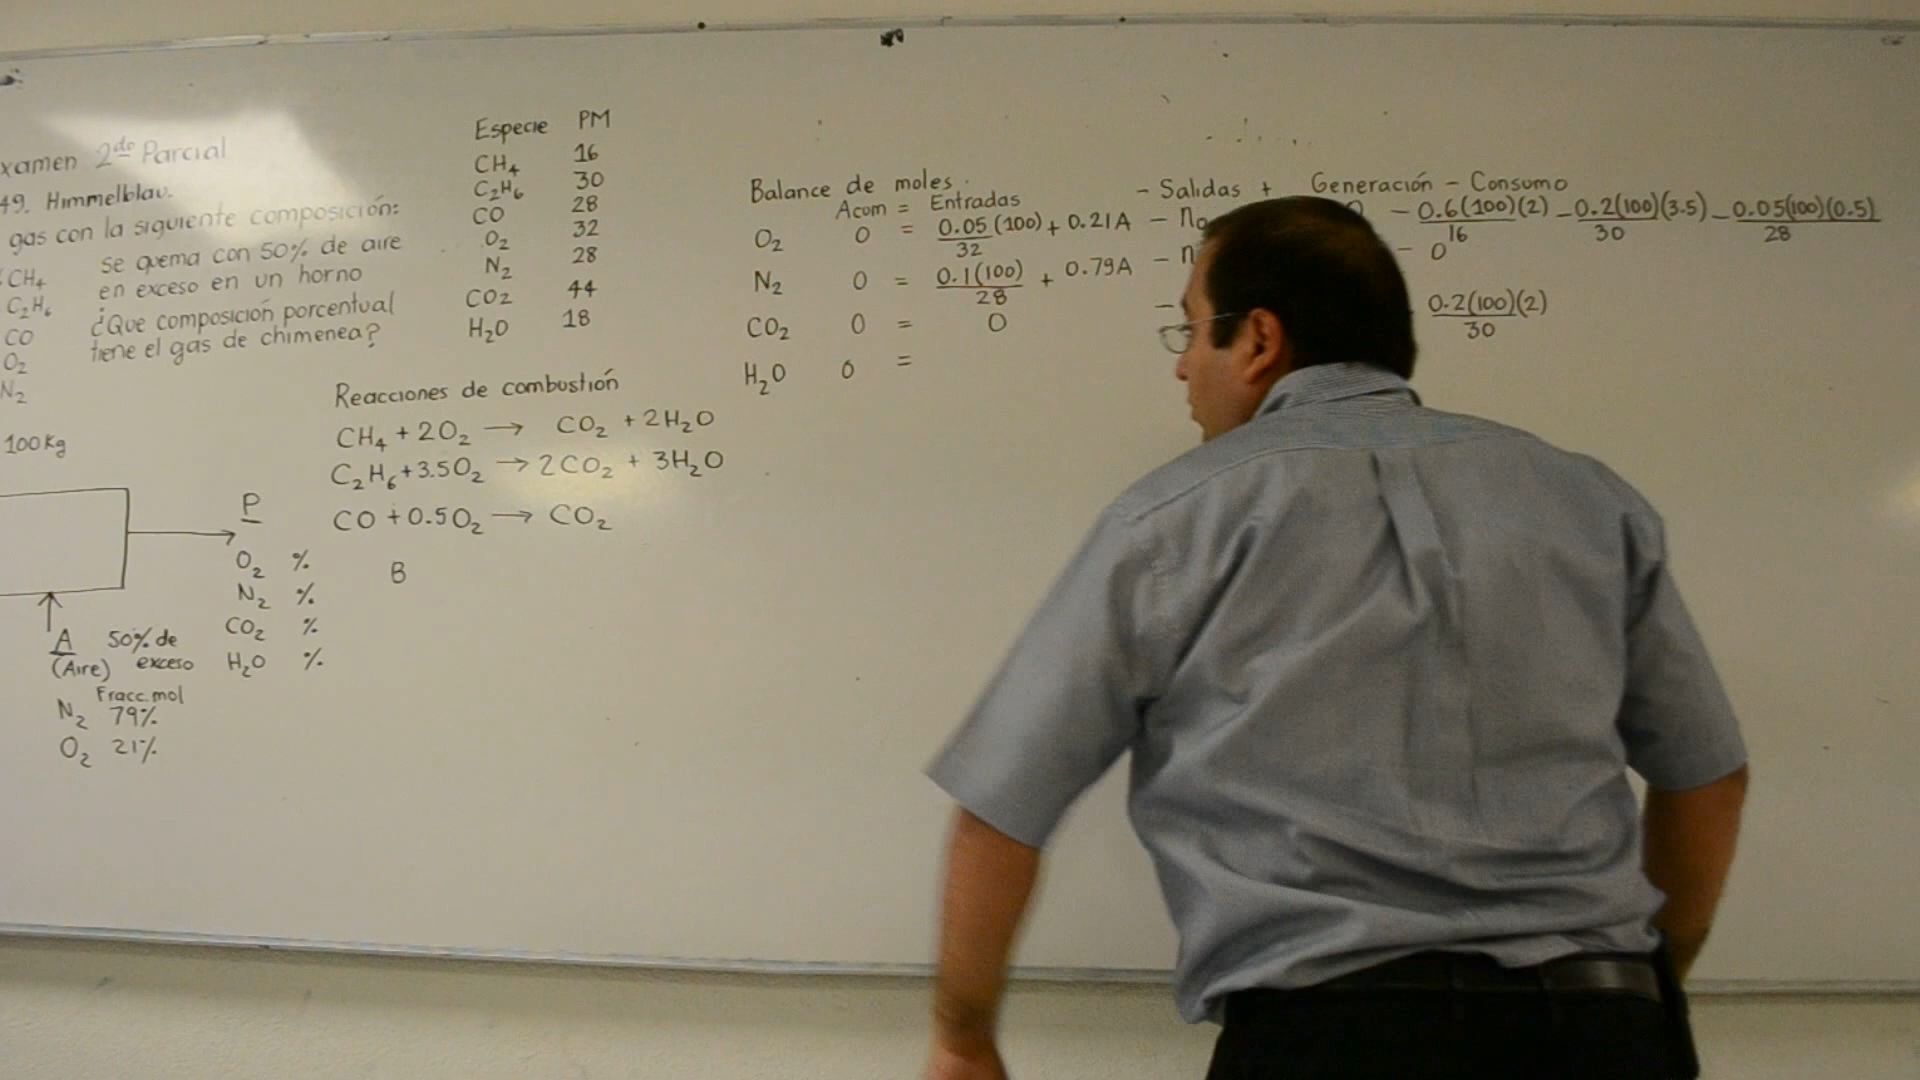 xamen 2do Parcial
49. Himmelblau.
gas con la siguiente composición:
CH4 se quema con 50% de aire
C2H6 en exceso en un horno
CO ¿Que composición porcentual
O2 tiene el gas de chimenea?
N2
100Kg
P
O2 %
N2 %
CO2 %
H2O %
A 50% de
(Aire) exceso
Fracc. mol
N2 79%
O2 21%
Especie PM
CH4 16
C2H6 30
CO 28
O2 32
N2 28
CO2 44
H2O 18
Reacciones de combustión
CH4 + 2O2 → CO2 + 2H2O
C2H6 + 3.5O2 → 2CO2 + 3H2O
CO + 0.5O2 → CO2
B
Balance de moles.
Acum = Entradas - Salidas + Generación - Consumo
O2 0 = 0.05(100)/32 + 0.21A - n - 0.6(100)(2)/16 - 0.2(100)(3.5)/30 - 0.05(100)(0.5)/28
N2 0 = 0.1(100)/28 + 0.79A - n - 0
CO2 0 = 0 - 0.2(100)(2)/30
H2O 0 =